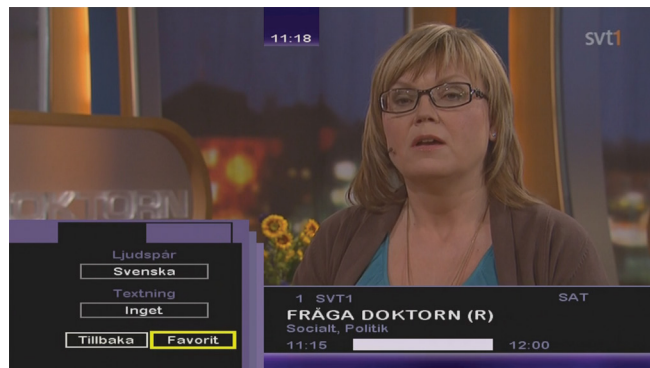 11:18
svt1
DOKTORN
Ljudspår
Svenska
Textning
Inget
Tillbaka Favorit
1 SVT1 SAT
FRÅGA DOKTORN (R)
Socialt, Politik
11:15 12:00